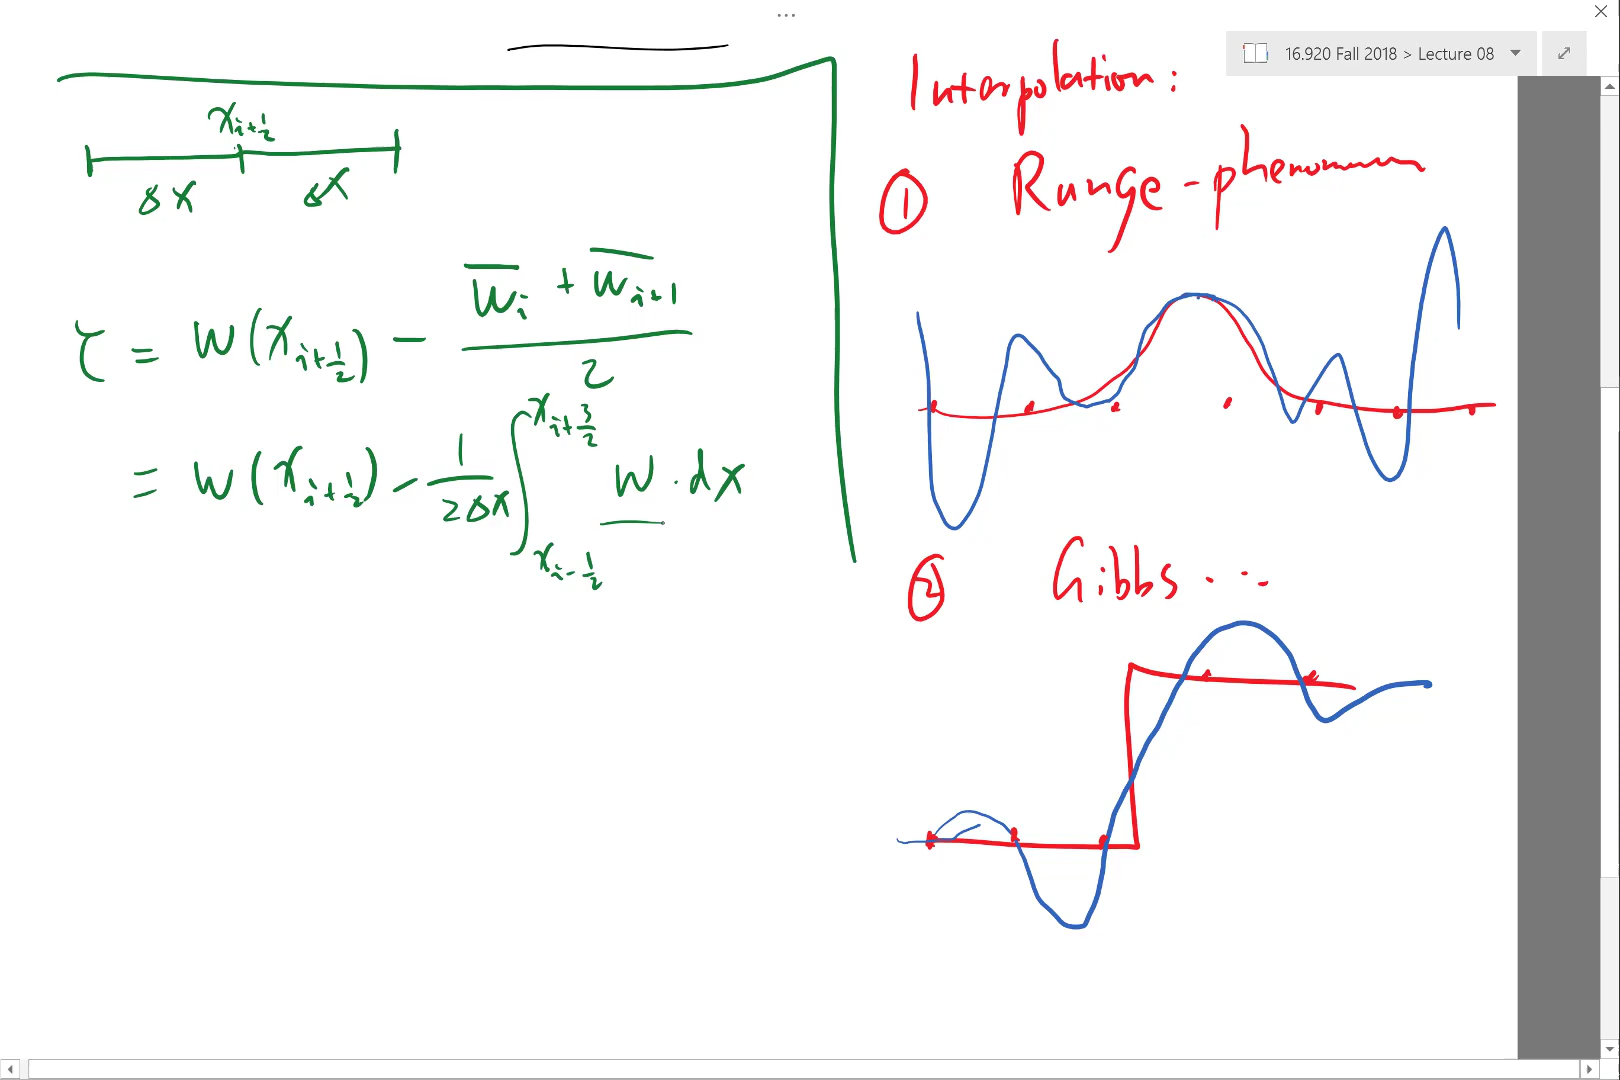 16.920 Fall 2018 > Lecture 08
x_{i+1/2}
Δx Δx
τ = w(x_{i+1/2}) - (w̅_i + w̅_{i+1}) / 2
= w(x_{i+1/2}) - 1/(2Δx) ∫_{x_{i-1/2}}^{x_{i+3/2}} w · dx
Interpolation:
① Runge-phenomenum
② Gibbs ...